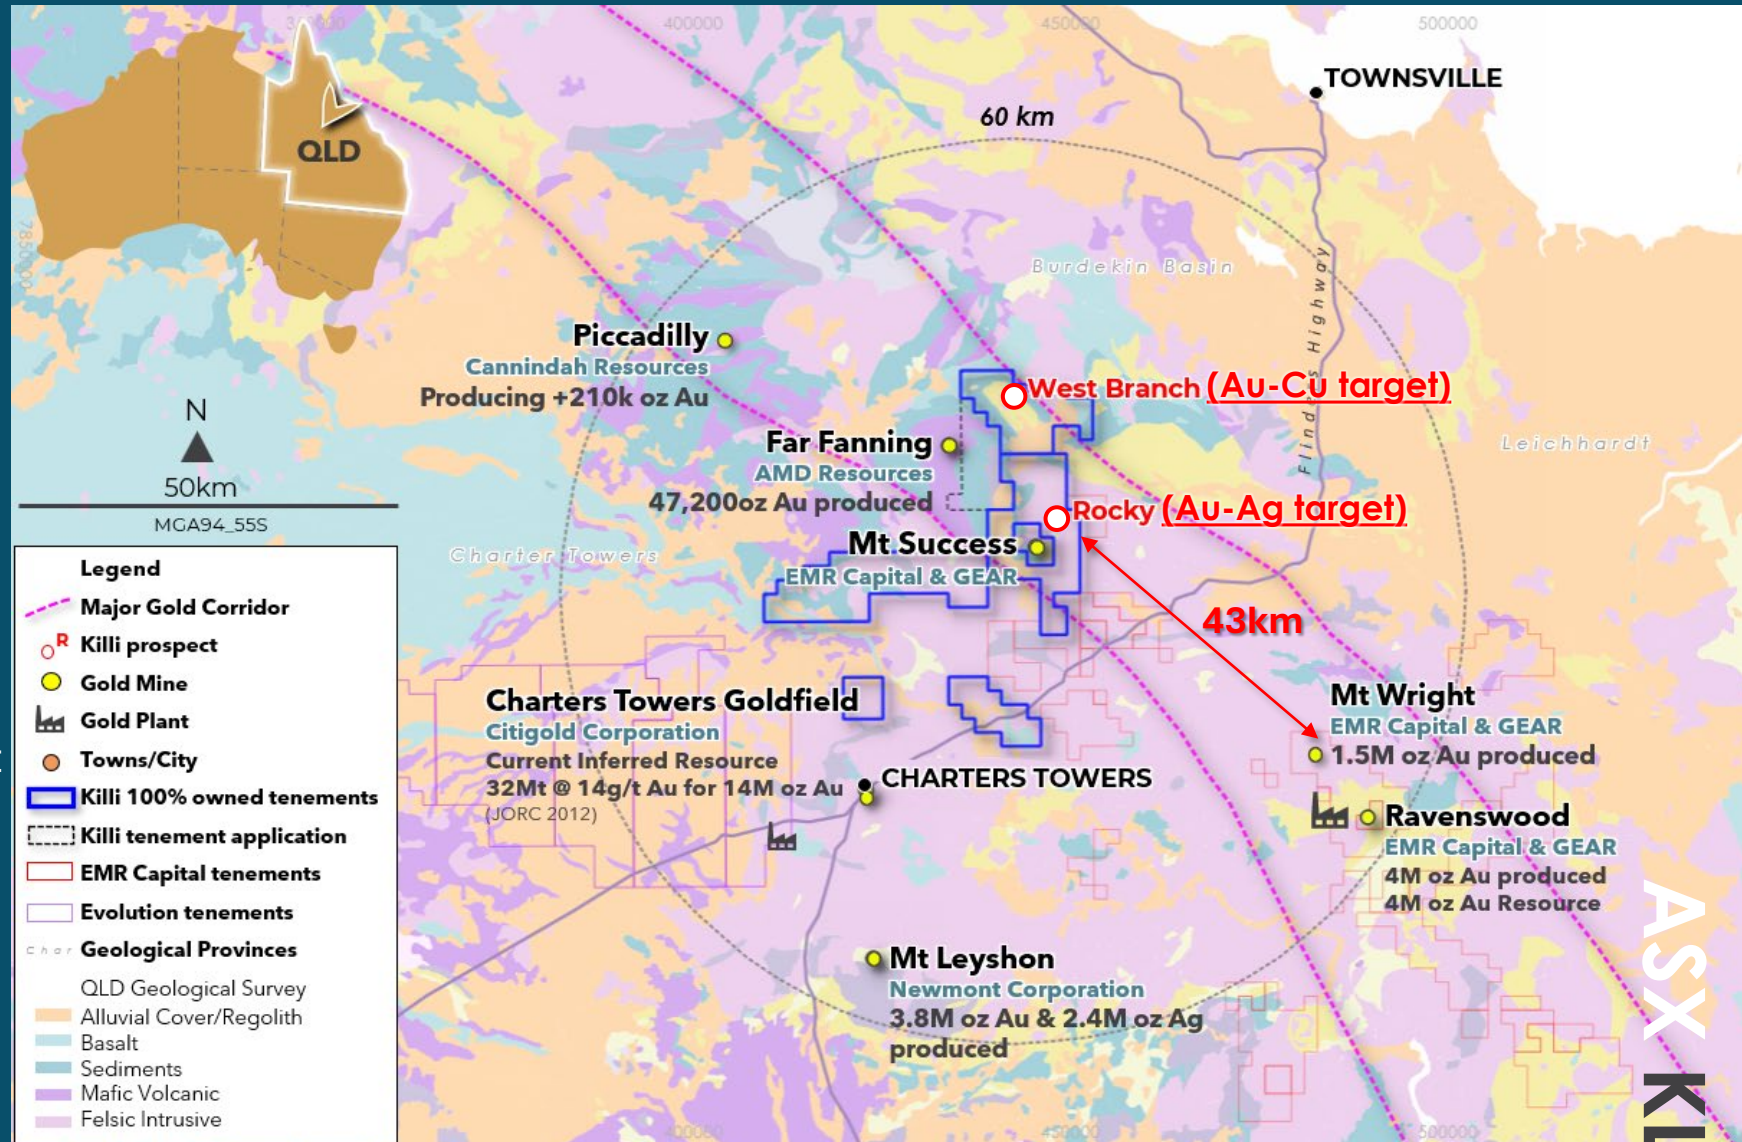 400000
450000
500000
TOWNSVILLE
60 km
QLD
7850000
Burdekin Basin
Flinders Highway
Piccadilly
Cannindah Resources
Producing +210k oz Au
West Branch (Au-Cu target)
Leichhardt
N
50km
MGA94_55S
Far Fanning
AMD Resources
47,200oz Au produced
Rocky (Au-Ag target)
Charter Towers
Mt Success
EMR Capital & GEAR
43km
Legend
Major Gold Corridor
R Killi prospect
Gold Mine
Gold Plant
Towns/City
Killi 100% owned tenements
Killi tenement application
EMR Capital tenements
Evolution tenements
Char Geological Provinces
QLD Geological Survey
Alluvial Cover/Regolith
Basalt
Sediments
Mafic Volcanic
Felsic Intrusive
Charters Towers Goldfield
Citigold Corporation
Current Inferred Resource
32Mt @ 14g/t Au for 14M oz Au
(JORC 2012)
CHARTERS TOWERS
Mt Wright
EMR Capital & GEAR
1.5M oz Au produced
Ravenswood
EMR Capital & GEAR
4M oz Au produced
4M oz Au Resource
Mt Leyshon
Newmont Corporation
3.8M oz Au & 2.4M oz Ag
produced
ASX
400000
450000
500000